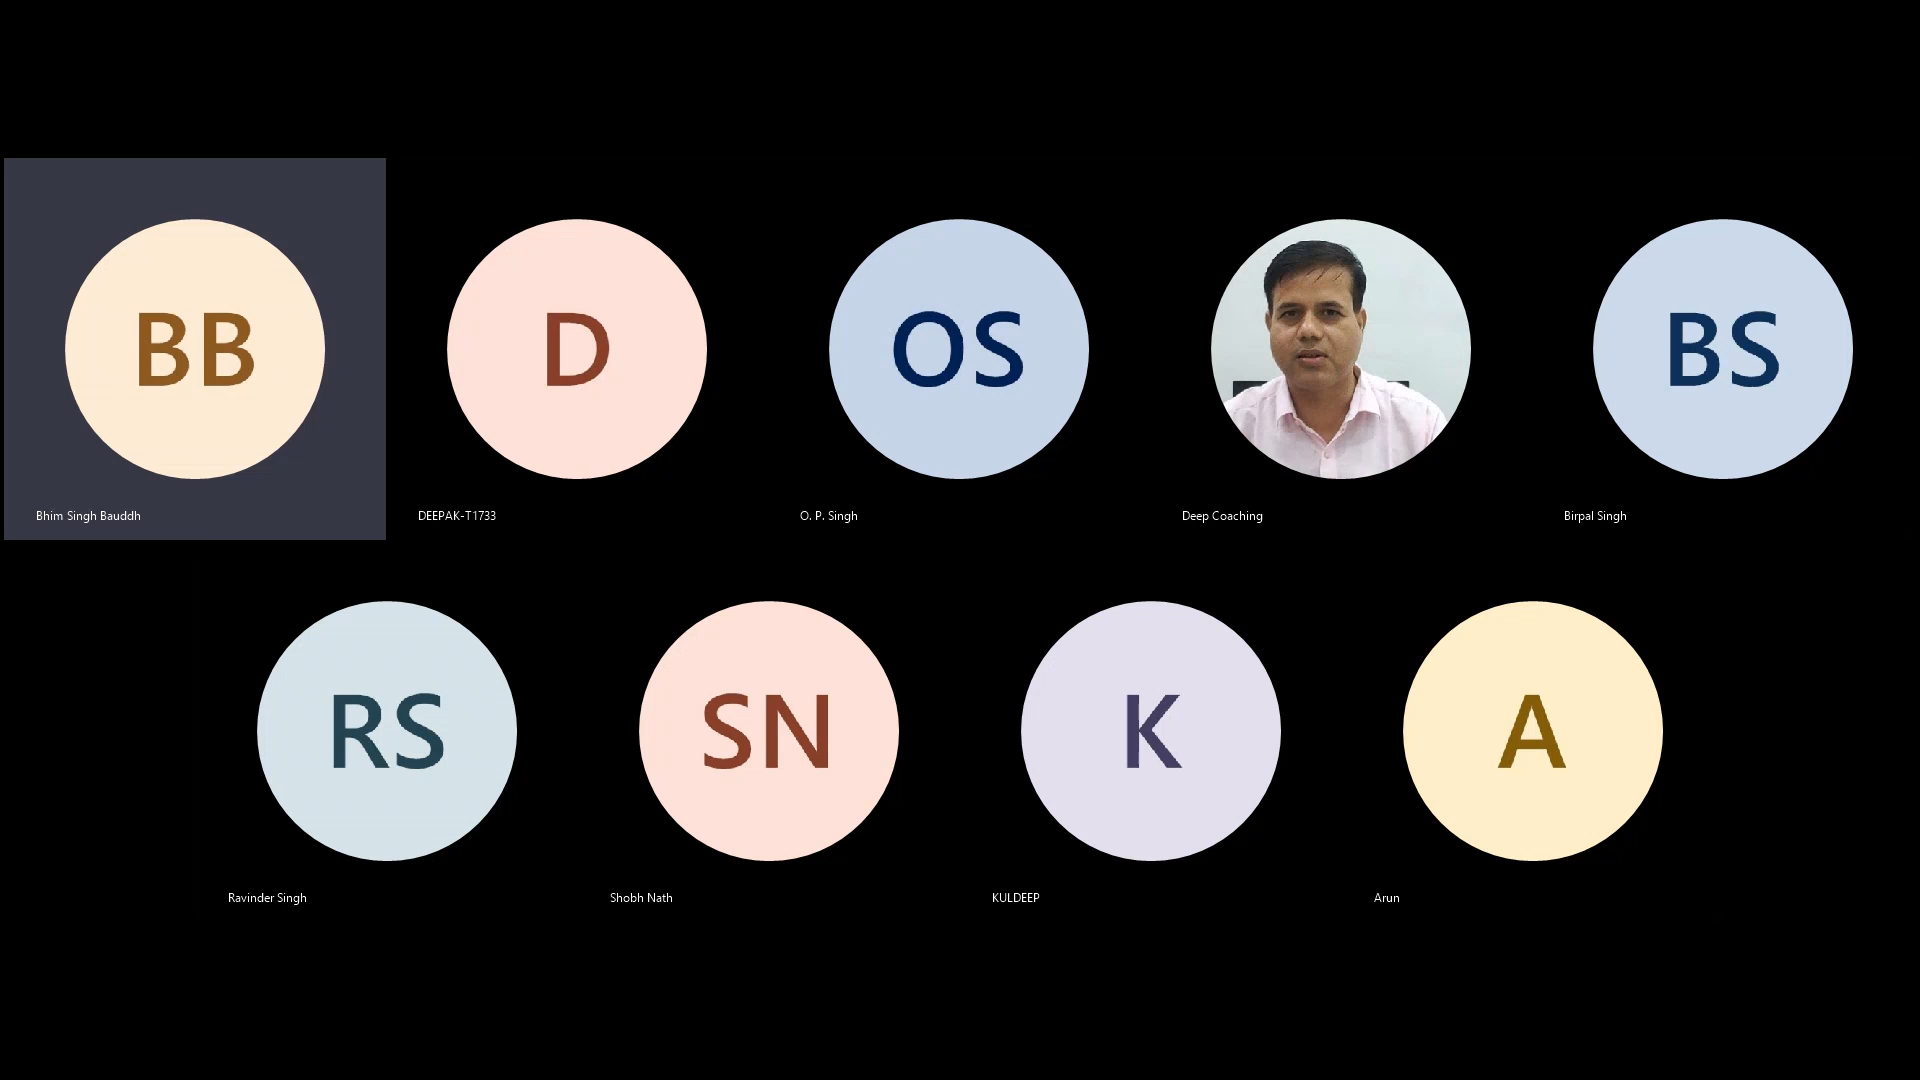 BB
D
OS
BS
Bhim Singh Bauddh
DEEPAK-T1733
O. P. Singh
Deep Coaching
Birpal Singh
RS
SN
K
A
Ravinder Singh
Shobh Nath
KULDEEP
Arun